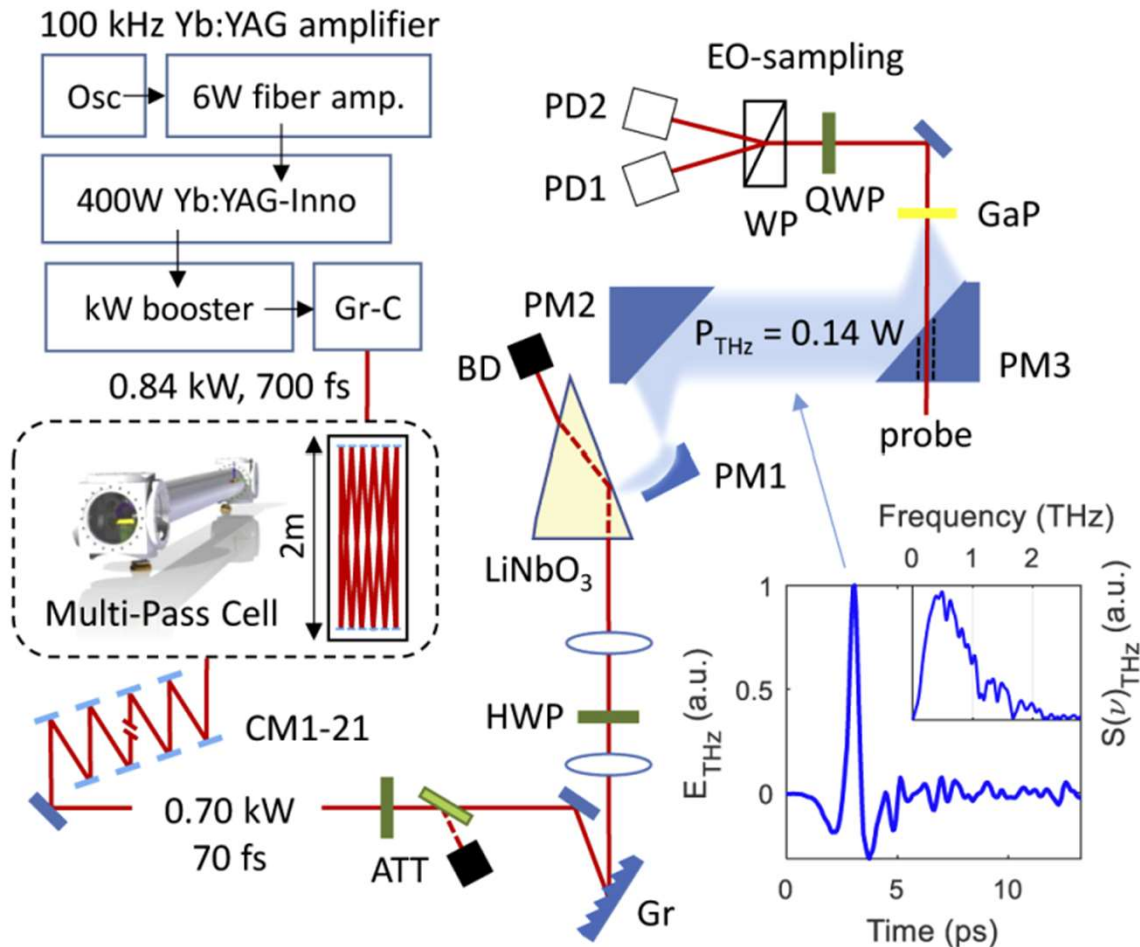 100 kHz Yb:YAG amplifier
Osc
6W fiber amp.
400W Yb:YAG-Inno
kW booster
Gr-C
0.84 kW, 700 fs
2m
Multi-Pass Cell
CM1-21
0.70 kW
70 fs
ATT
Gr
HWP
LiNbO3
BD
PM1
PM2
P_THz = 0.14 W
PM3
probe
GaP
QWP
WP
EO-sampling
PD2
PD1
Frequency (THz)
0 1 2
S(ν)_THz (a.u.)
E_THz (a.u.)
1
0.5
0
0 5 10
Time (ps)